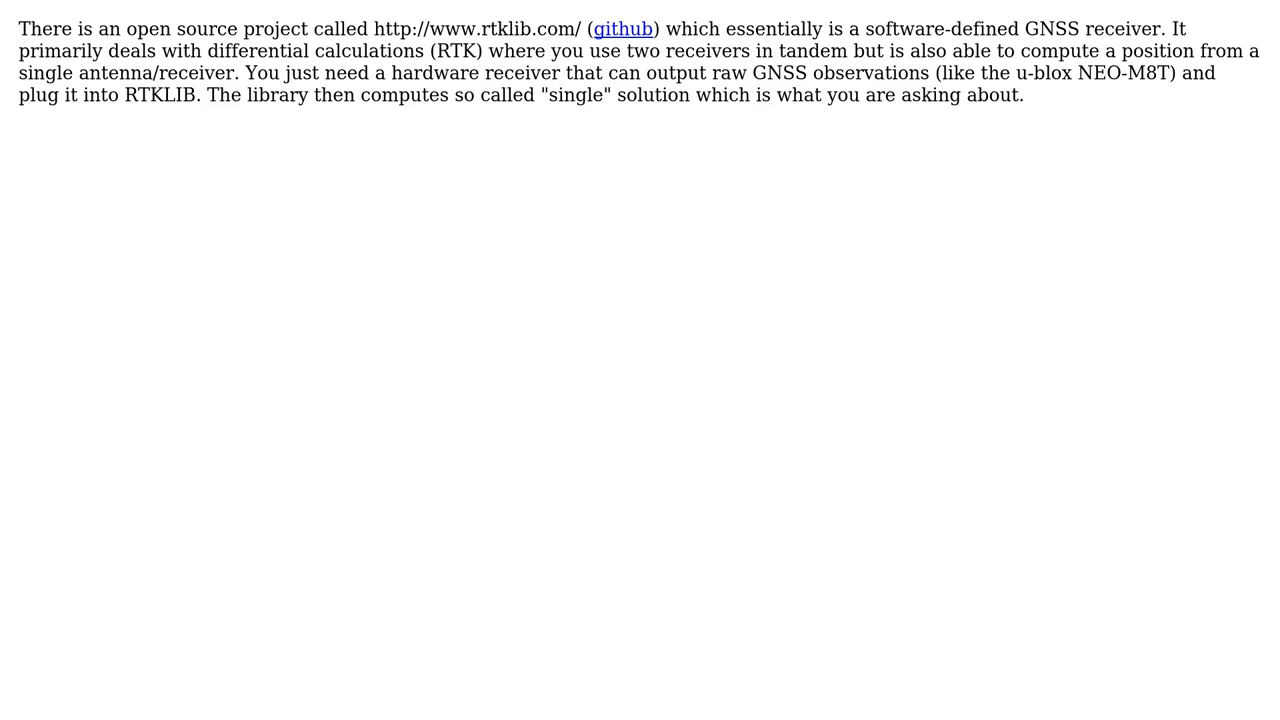 There is an open source project called http://www.rtklib.com/ (github) which essentially is a software-defined GNSS receiver. It
primarily deals with differential calculations (RTK) where you use two receivers in tandem but is also able to compute a position from a
single antenna/receiver. You just need a hardware receiver that can output raw GNSS observations (like the u-blox NEO-M8T) and
plug it into RTKLIB. The library then computes so called "single" solution which is what you are asking about.